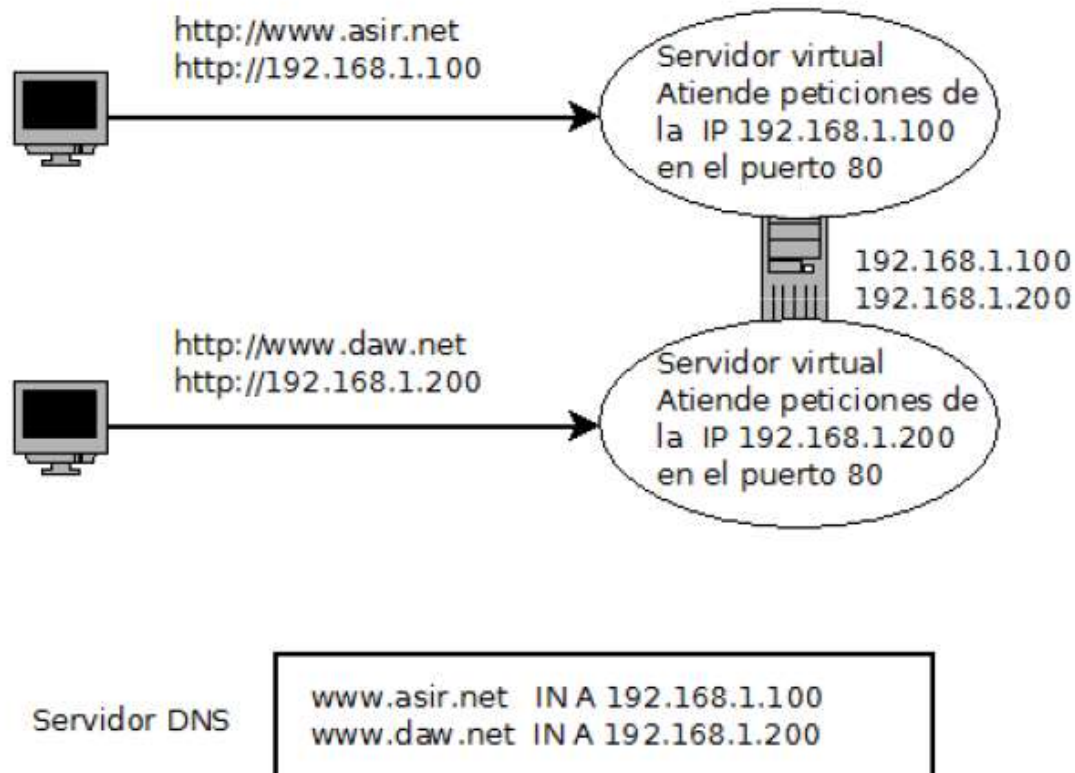 http://www.asir.net
http://192.168.1.100
Servidor virtual
Atiende peticiones de
la IP 192.168.1.100
en el puerto 80
192.168.1.100
192.168.1.200
http://www.daw.net
http://192.168.1.200
Servidor virtual
Atiende peticiones de
la IP 192.168.1.200
en el puerto 80
Servidor DNS
www.asir.net IN A 192.168.1.100
www.daw.net IN A 192.168.1.200